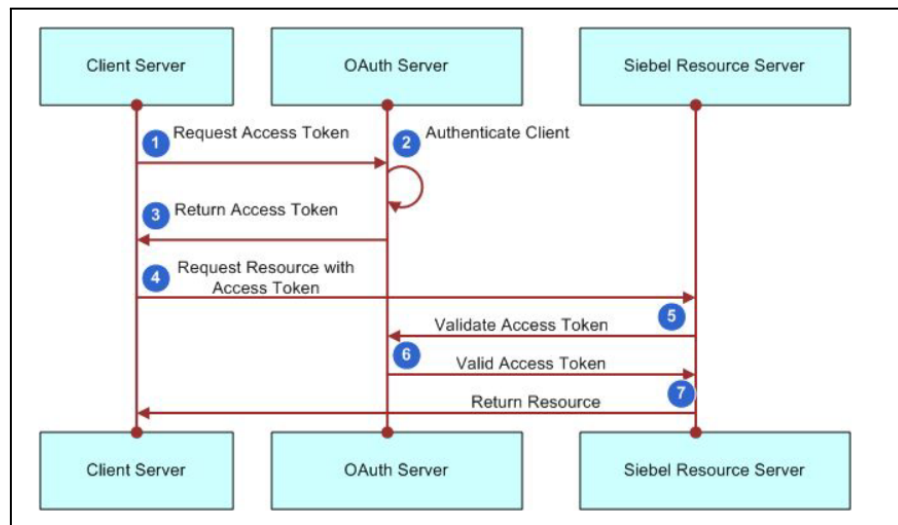 Client Server
OAuth Server
Siebel Resource Server
1 Request Access Token
2 Authenticate Client
3 Return Access Token
4 Request Resource with
Access Token
5
Validate Access Token
6 Valid Access Token
7
Return Resource
Client Server
OAuth Server
Siebel Resource Server